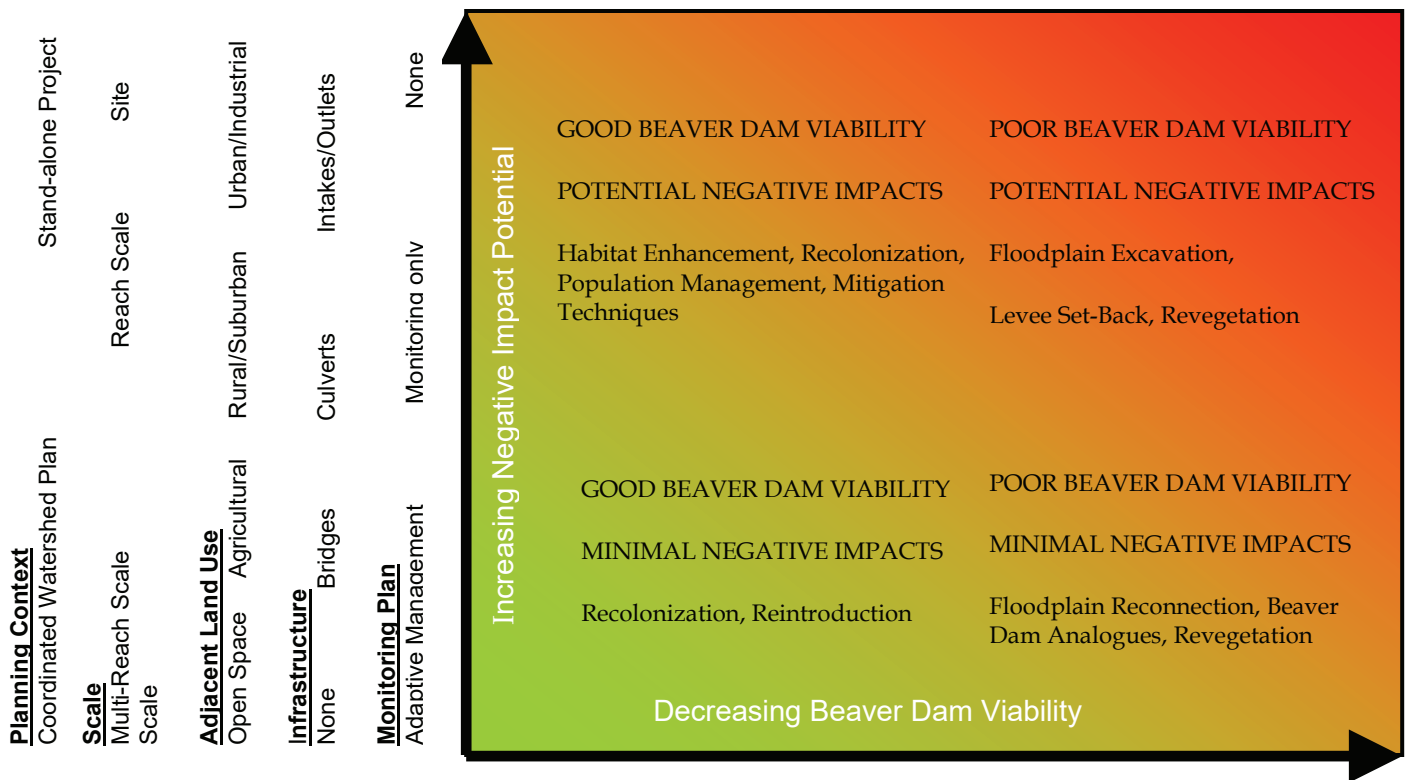 Planning Context
Coordinated Watershed Plan Stand-alone Project
Scale
Multi-Reach Scale Reach Scale Site
Scale
Adjacent Land Use
Open Space Agricultural Rural/Suburban Urban/Industrial
Infrastructure
None Bridges Culverts Intakes/Outlets
Monitoring Plan
Adaptive Management Monitoring only None
Increasing Negative Impact Potential
GOOD BEAVER DAM VIABILITY
POTENTIAL NEGATIVE IMPACTS
Habitat Enhancement, Recolonization,
Population Management, Mitigation
Techniques
POOR BEAVER DAM VIABILITY
POTENTIAL NEGATIVE IMPACTS
Floodplain Excavation,
Levee Set-Back, Revegetation
GOOD BEAVER DAM VIABILITY
MINIMAL NEGATIVE IMPACTS
Recolonization, Reintroduction
POOR BEAVER DAM VIABILITY
MINIMAL NEGATIVE IMPACTS
Floodplain Reconnection, Beaver
Dam Analogues, Revegetation
Decreasing Beaver Dam Viability